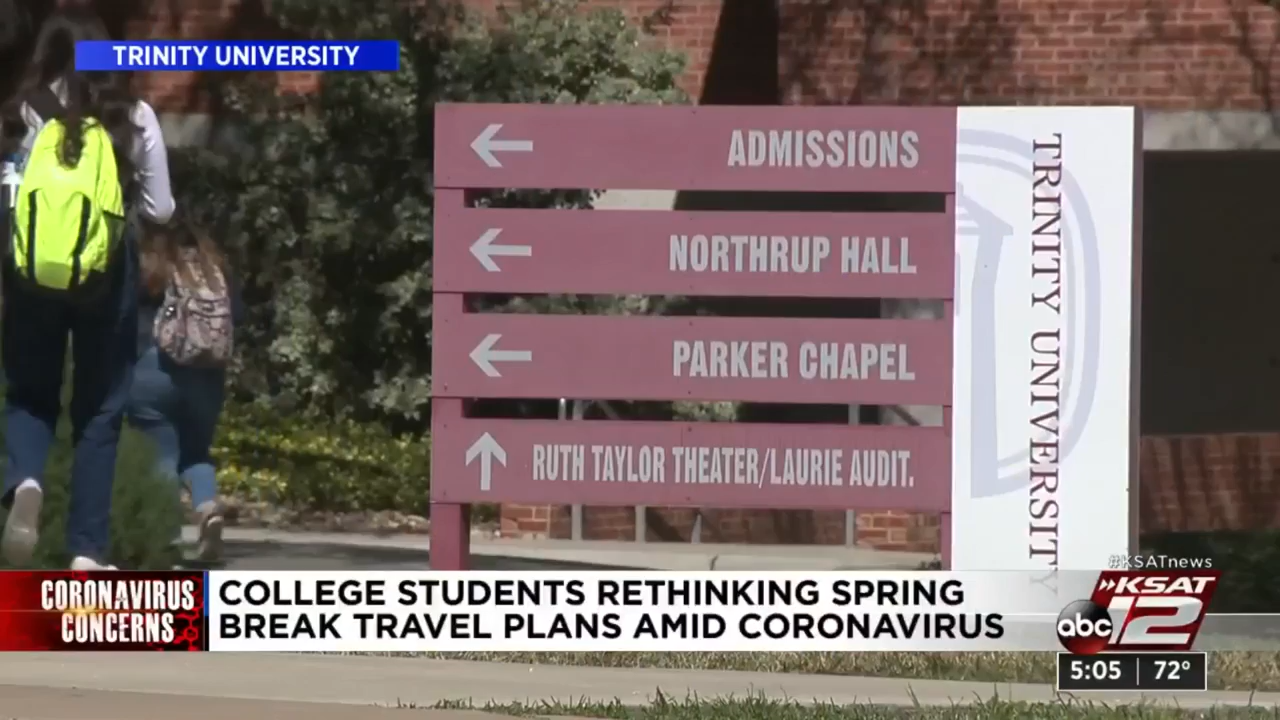 TRINITY UNIVERSITY
ADMISSIONS
NORTHRUP HALL
PARKER CHAPEL
RUTH TAYLOR THEATER/LAURIE AUDIT.
TRINITY UNIVERSITY
#KSATnews
CORONAVIRUS
CONCERNS
COLLEGE STUDENTS RETHINKING SPRING
BREAK TRAVEL PLANS AMID CORONAVIRUS
KSAT
abc 12
5:05 72°